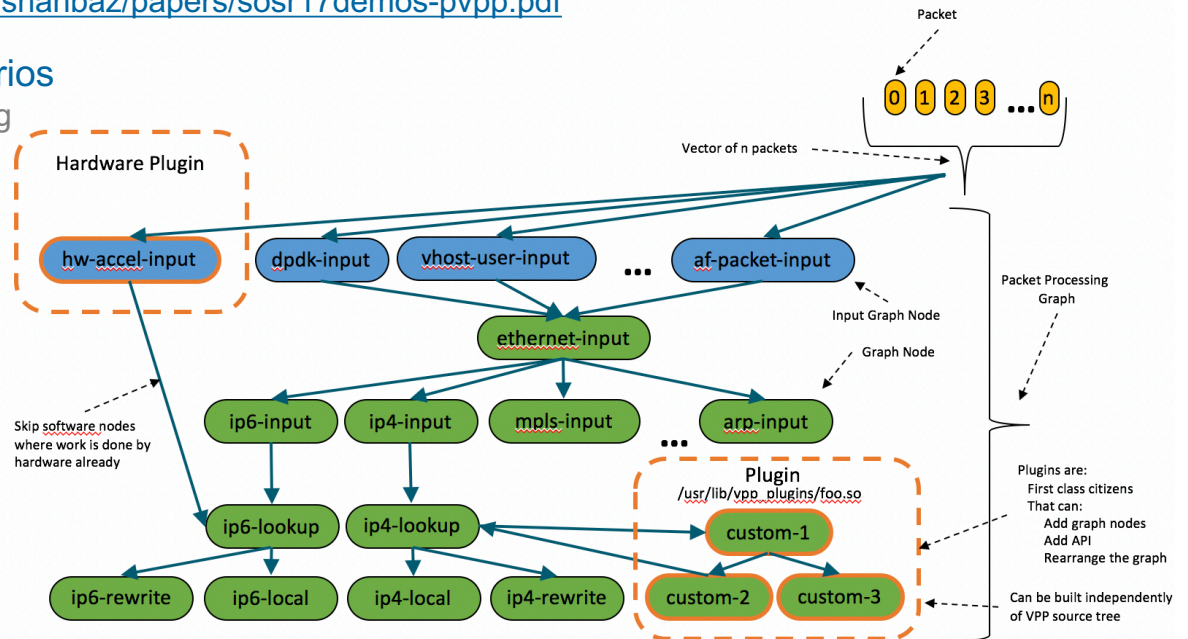 shahbaz/papers/sosr17demos-pvpp.pdf
rios
g
Packet
0 1 2 3 ... n
Vector of n packets
Hardware Plugin
hw-accel-input
dpdk-input
vhost-user-input
...
af-packet-input
Packet Processing
Graph
Input Graph Node
ethernet-input
Graph Node
Skip software nodes
where work is done by
hardware already
ip6-input
ip4-input
mpls-input
...
arp-input
Plugin
/usr/lib/vpp_plugins/foo.so
Plugins are:
First class citizens
That can:
Add graph nodes
Add API
Rearrange the graph
ip6-lookup
ip4-lookup
custom-1
ip6-rewrite
ip6-local
ip4-local
ip4-rewrite
custom-2
custom-3
Can be built independently
of VPP source tree